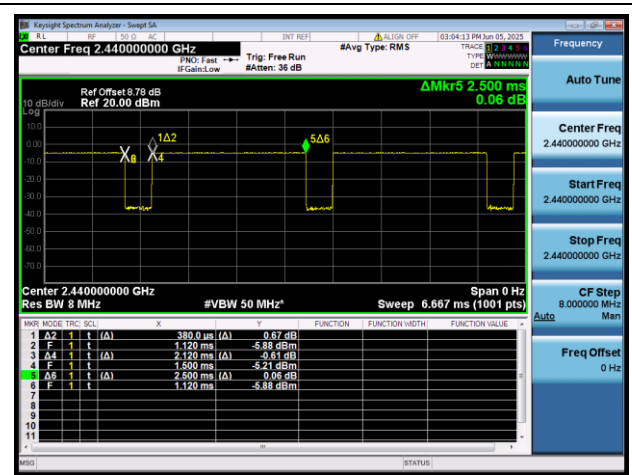 Keysight Spectrum Analyzer - Swept SA
RL RF 50 Ω AC INT REF ALIGN OFF 03:04:13 PM Jun 05, 2025
Center Freq 2.440000000 GHz #Avg Type: RMS TRACE 1 2 3 4 5 6 Frequency
PNO: Fast Trig: Free Run TYPE WWWWWW
IFGain:Low #Atten: 36 dB DET A N N N N N
Auto Tune
Ref Offset 8.78 dB ΔMkr5 2.500 ms
10 dB/div Ref 20.00 dBm 0.06 dB
Log
10.0
0.00
-10.0
-20.0
-30.0
-40.0
-50.0
-60.0
-70.0
1Δ2
5Δ6
4
Center Freq
2.440000000 GHz
Start Freq
2.440000000 GHz
Stop Freq
2.440000000 GHz
Center 2.440000000 GHz Span 0 Hz
Res BW 8 MHz #VBW 50 MHz* Sweep 6.667 ms (1001 pts)
CF Step
8.000000 MHz
Auto Man
Freq Offset
0 Hz
MKR MODE TRC SCL X Y FUNCTION FUNCTION WIDTH FUNCTION VALUE
1 Δ2 1 t (Δ) 380.0 µs (Δ) 0.67 dB
2 F 1 t 1.120 ms -5.88 dBm
3 Δ4 1 t (Δ) 2.120 ms (Δ) -0.61 dB
4 F 1 t 1.500 ms -5.21 dBm
5 Δ6 1 t (Δ) 2.500 ms (Δ) 0.06 dB
6 F 1 t 1.120 ms -5.88 dBm
7
8
9
10
11
MSG STATUS